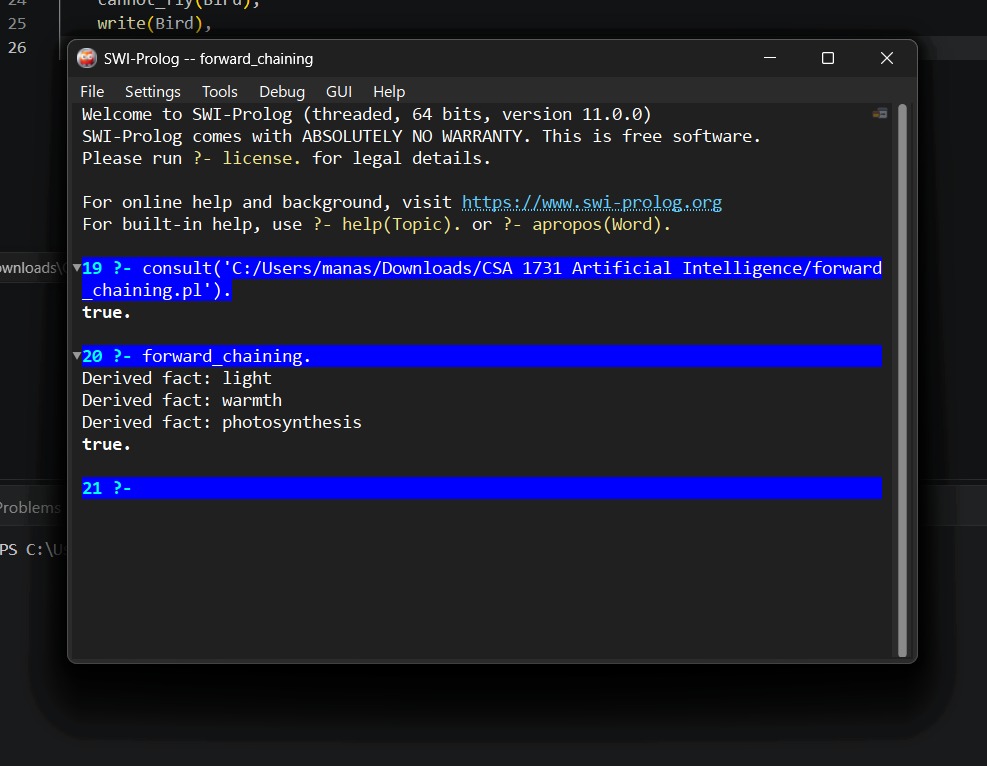 24 cannot_fly(Bird),
25 write(Bird),
26
SWI-Prolog -- forward_chaining
File Settings Tools Debug GUI Help
Welcome to SWI-Prolog (threaded, 64 bits, version 11.0.0)
SWI-Prolog comes with ABSOLUTELY NO WARRANTY. This is free software.
Please run ?- license. for legal details.
For online help and background, visit https://www.swi-prolog.org
For built-in help, use ?- help(Topic). or ?- apropos(Word).
ownloads\
19 ?- consult('C:/Users/manas/Downloads/CSA 1731 Artificial Intelligence/forward
_chaining.pl').
true.
20 ?- forward_chaining.
Derived fact: light
Derived fact: warmth
Derived fact: photosynthesis
true.
21 ?-
Problems
PS C:\U